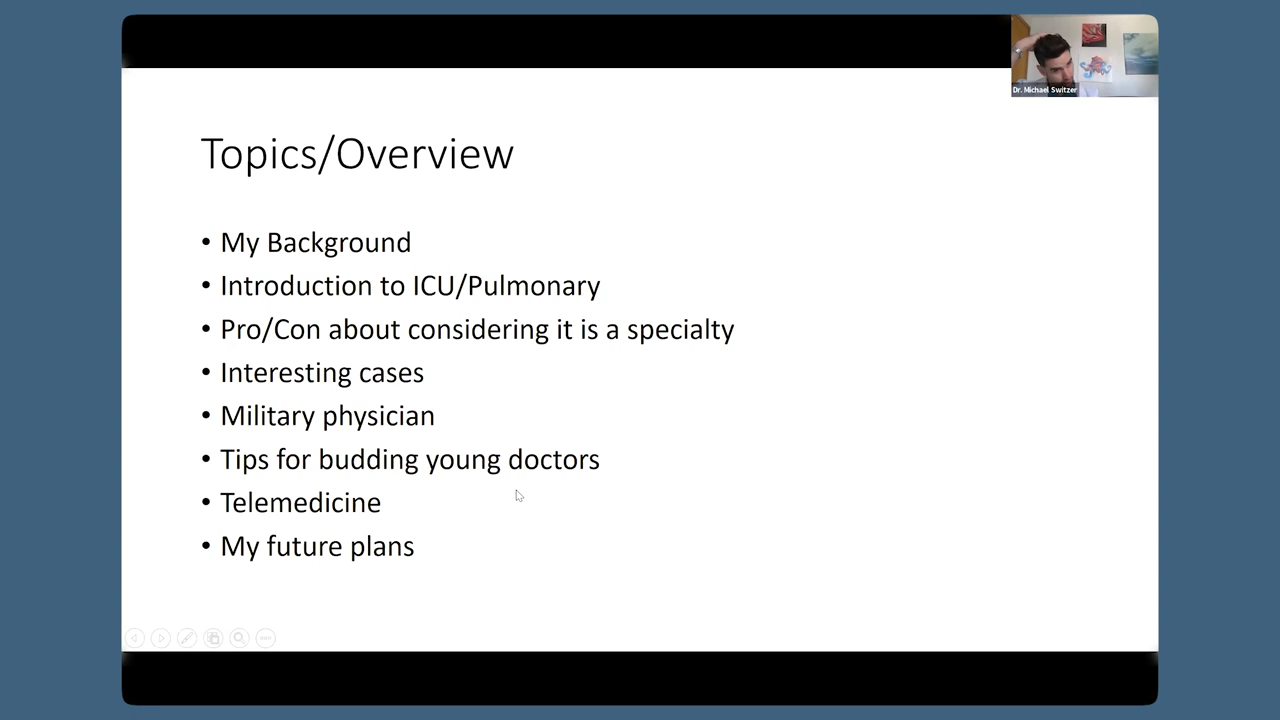 Dr. Michael Switzer
Topics/Overview
• My Background
• Introduction to ICU/Pulmonary
• Pro/Con about considering it is a specialty
• Interesting cases
• Military physician
• Tips for budding young doctors
• Telemedicine
• My future plans